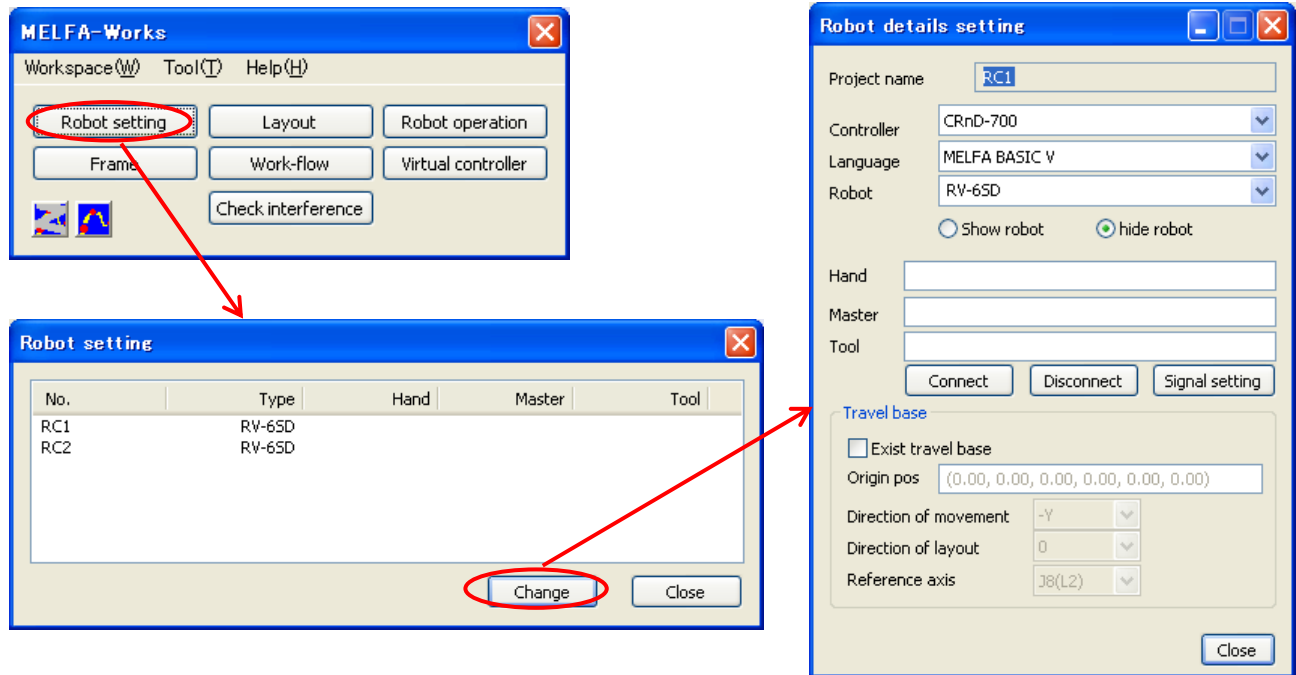 MELFA-Works
Workspace(W) Tool(T) Help(H)
Robot setting Layout Robot operation
Frame Work-flow Virtual controller
Check interference
Robot setting
No. Type Hand Master Tool
RC1 RV-6SD
RC2 RV-6SD
Change Close
Robot details setting
Project name RC1
Controller CRnD-700
Language MELFA BASIC V
Robot RV-6SD
Show robot hide robot
Hand
Master
Tool
Connect Disconnect Signal setting
Travel base
Exist travel base
Origin pos (0.00, 0.00, 0.00, 0.00, 0.00, 0.00)
Direction of movement -Y
Direction of layout 0
Reference axis J8(L2)
Close